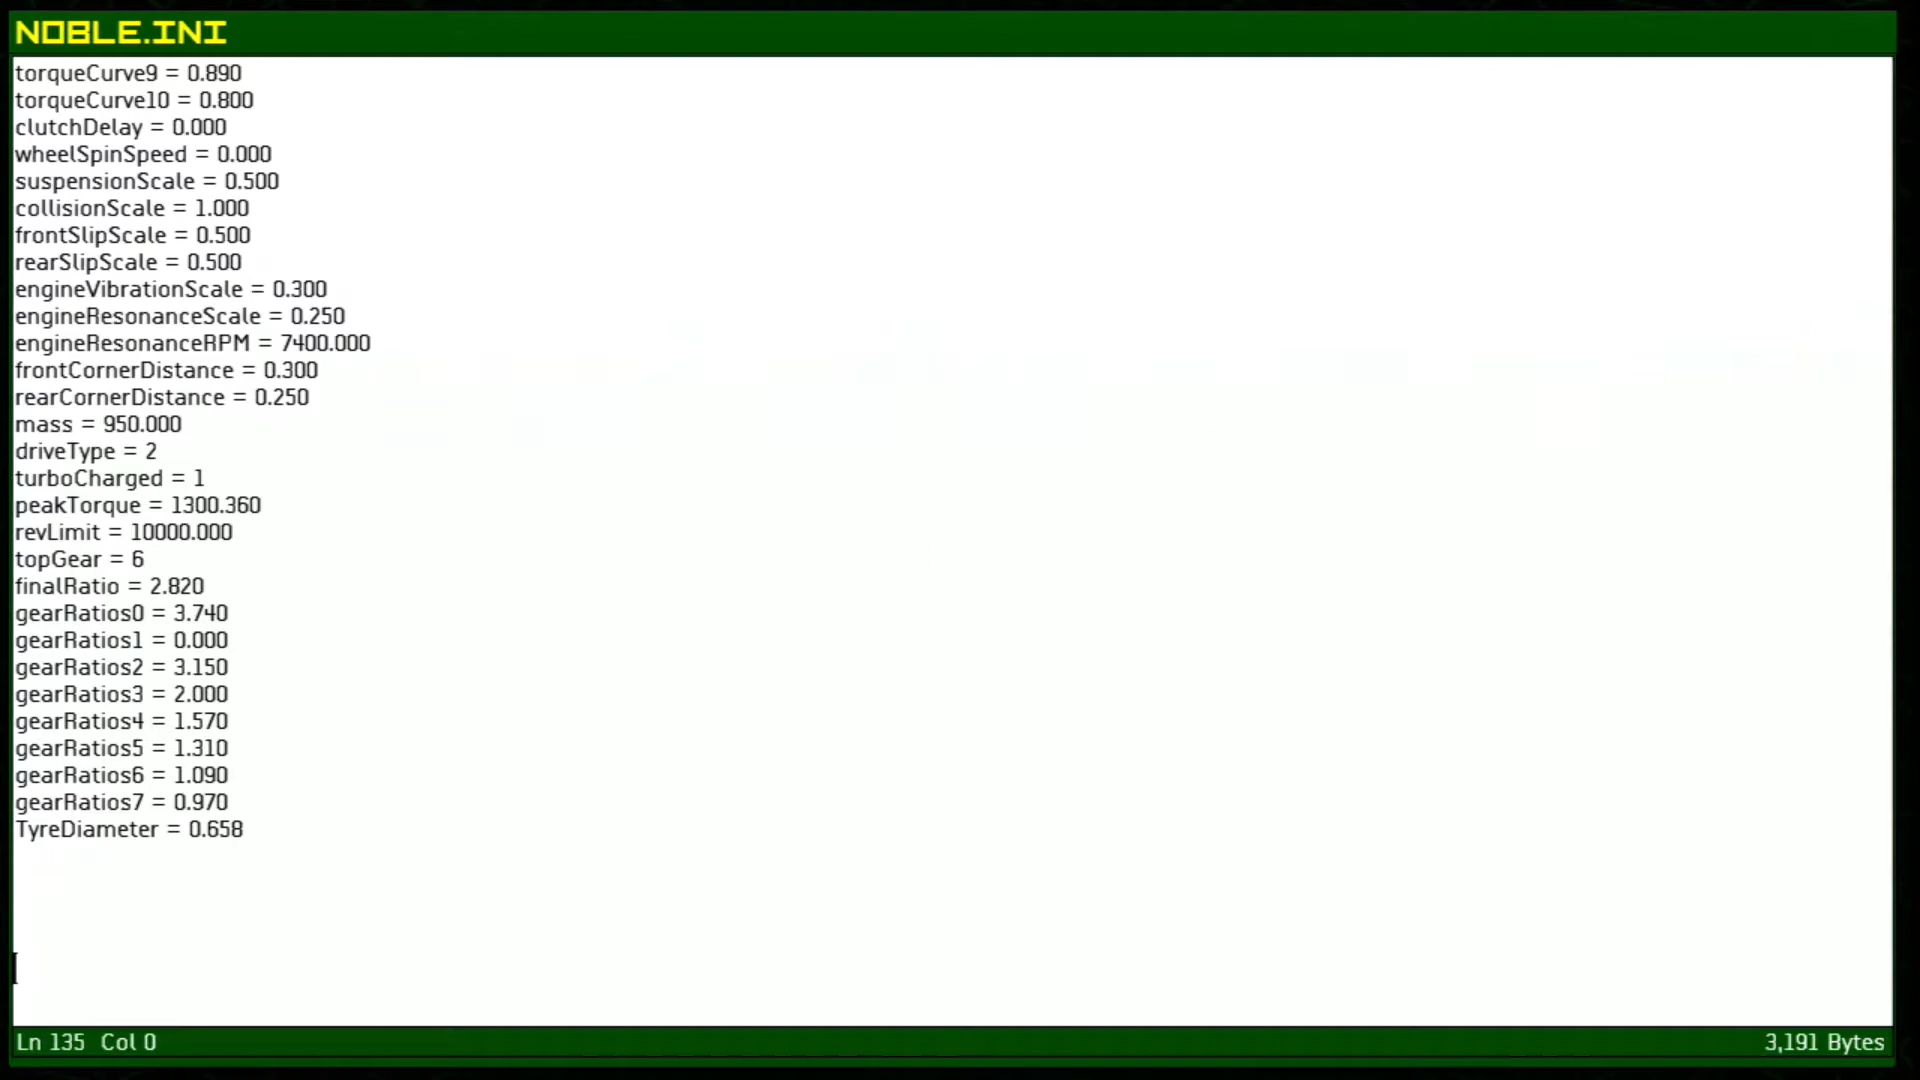 NOBLE.INI
torqueCurve9 = 0.890
torqueCurve10 = 0.800
clutchDelay = 0.000
wheelSpinSpeed = 0.000
suspensionScale = 0.500
collisionScale = 1.000
frontSlipScale = 0.500
rearSlipScale = 0.500
engineVibrationScale = 0.300
engineResonanceScale = 0.250
engineResonanceRPM = 7400.000
frontCornerDistance = 0.300
rearCornerDistance = 0.250
mass = 950.000
driveType = 2
turboCharged = 1
peakTorque = 1300.360
revLimit = 10000.000
topGear = 6
finalRatio = 2.820
gearRatios0 = 3.740
gearRatios1 = 0.000
gearRatios2 = 3.150
gearRatios3 = 2.000
gearRatios4 = 1.570
gearRatios5 = 1.310
gearRatios6 = 1.090
gearRatios7 = 0.970
TyreDiameter = 0.658
Ln 135 Col 0
3,191 Bytes